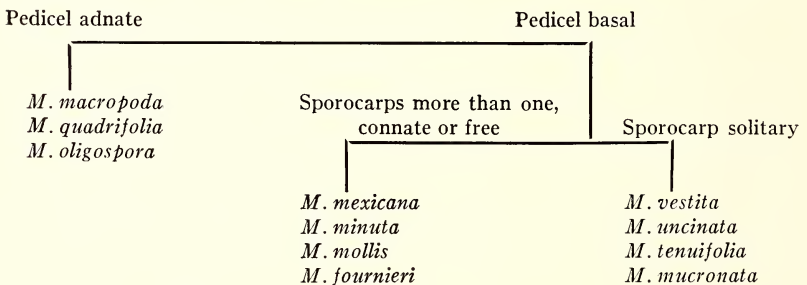 Pedicel adnate
Pedicel basal
M. macropoda
M. quadrifolia
M. oligospora
Sporocarps more than one,
connate or free
Sporocarp solitary
M. mexicana
M. minuta
M. mollis
M. fournieri
M. vestita
M. uncinata
M. tenuifolia
M. mucronata